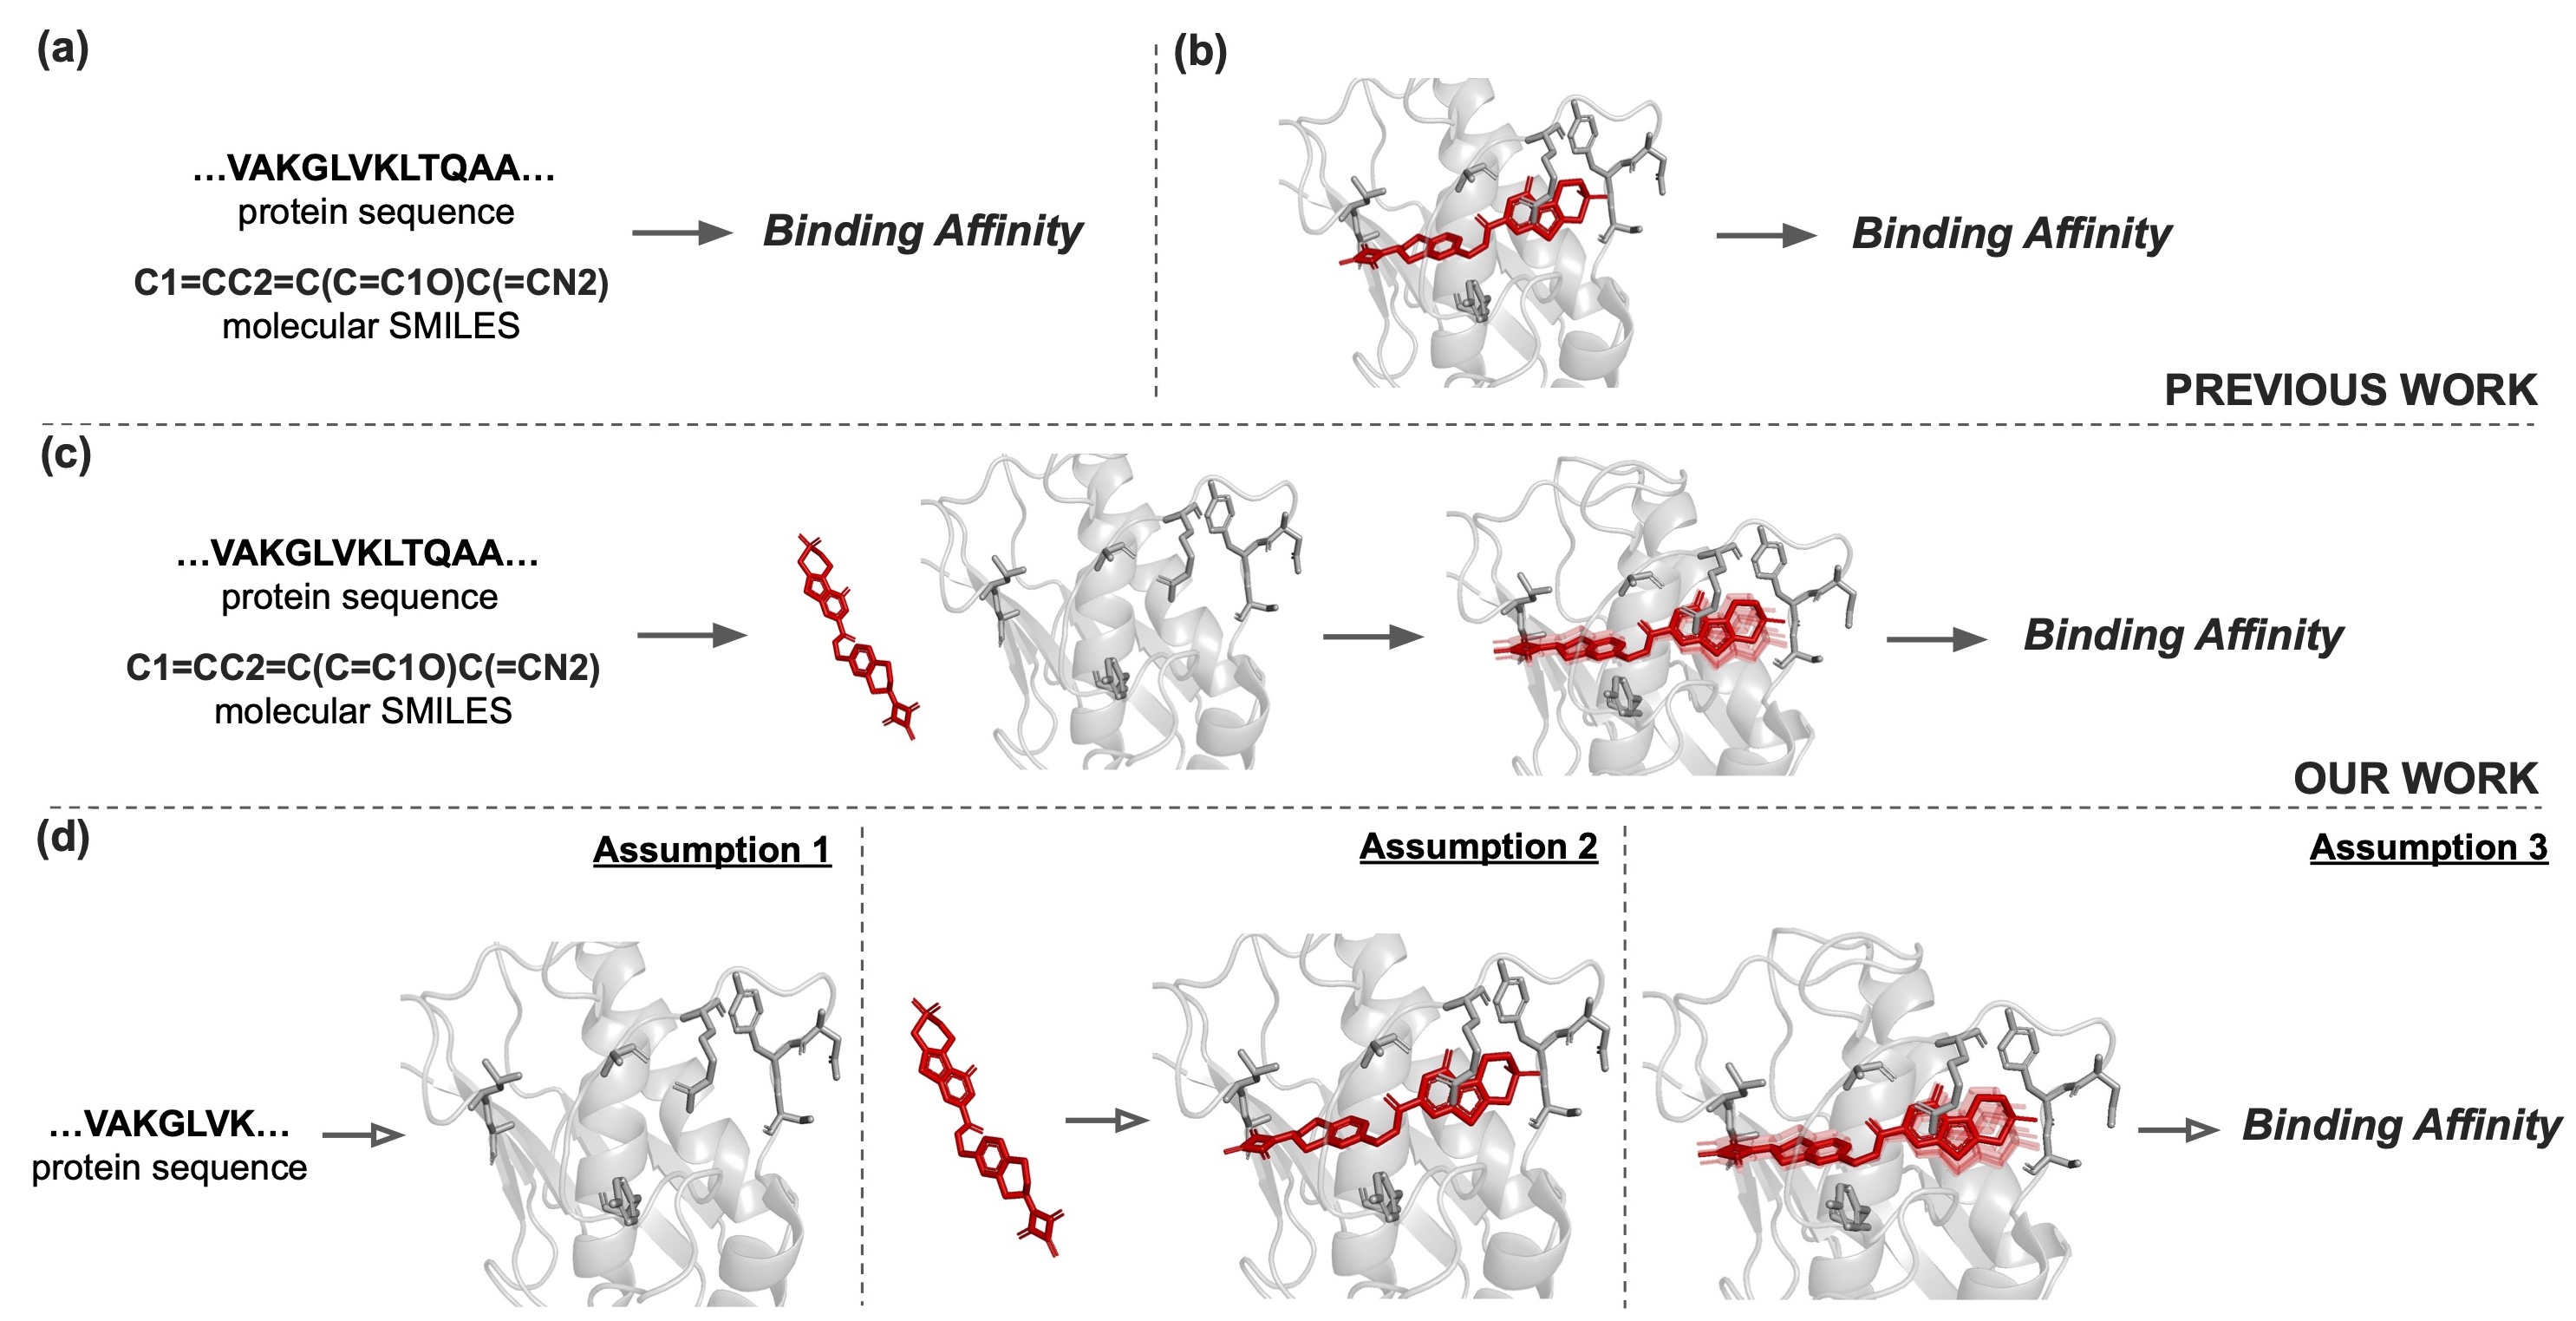 (a)
...VAKGLVKLTQAA...
protein sequence
C1=CC2=C(C=C1O)C(=CN2)
molecular SMILES
Binding Affinity
(b)
Binding Affinity
PREVIOUS WORK
(c)
...VAKGLVKLTQAA...
protein sequence
C1=CC2=C(C=C1O)C(=CN2)
molecular SMILES
Binding Affinity
OUR WORK
(d)
Assumption 1
...VAKGLVK...
protein sequence
Assumption 2
Assumption 3
Binding Affinity